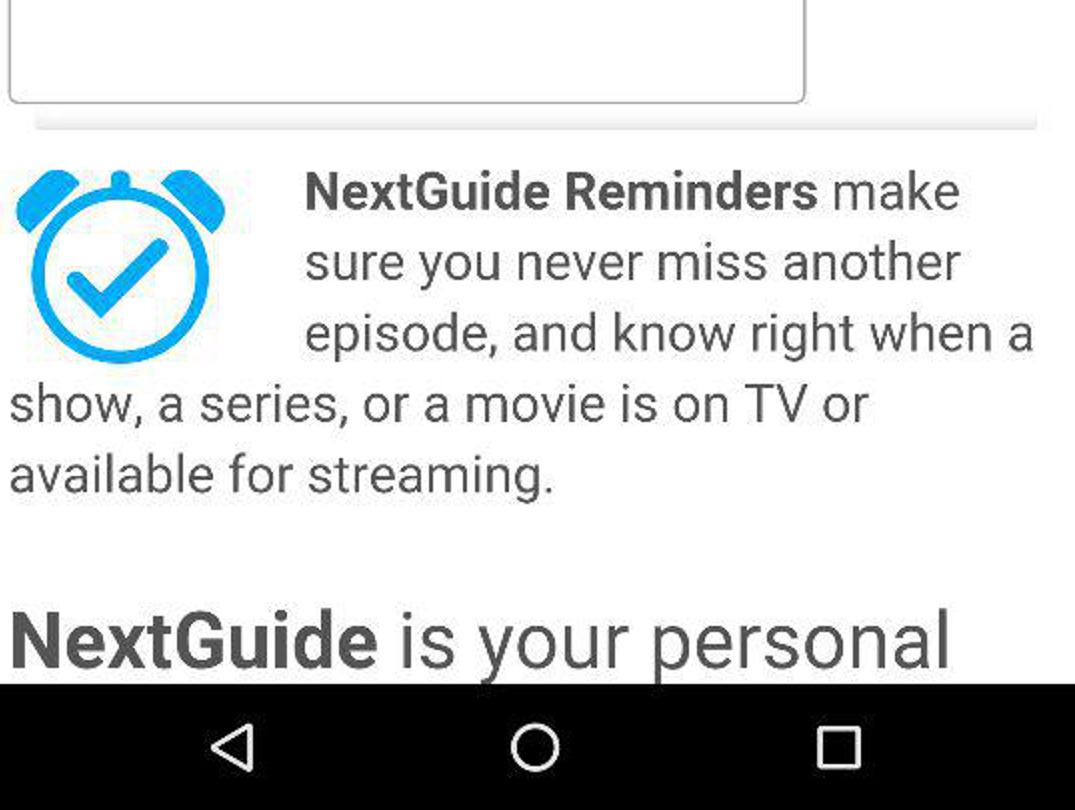 NextGuide Reminders make
sure you never miss another
episode, and know right when a
show, a series, or a movie is on TV or
available for streaming.
NextGuide is your personal